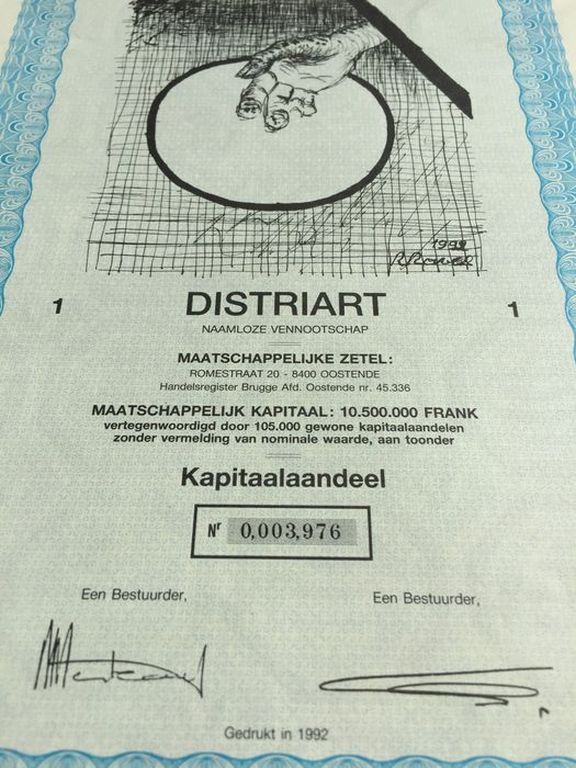 1992
1 DISTRIART 1
NAAMLOZE VENNOOTSCHAP
MAATSCHAPPELIJKE ZETEL:
ROMESTRAAT 20 - 8400 OOSTENDE
Handelsregister Brugge Afd. Oostende nr. 45.336
MAATSCHAPPELIJK KAPITAAL: 10.500.000 FRANK
vertegenwoordigd door 105.000 gewone kapitaalaandelen
zonder vermelding van nominale waarde, aan toonder
Kapitaalaandeel
Nr 0,003,976
Een Bestuurder, Een Bestuurder,
Gedrukt in 1992